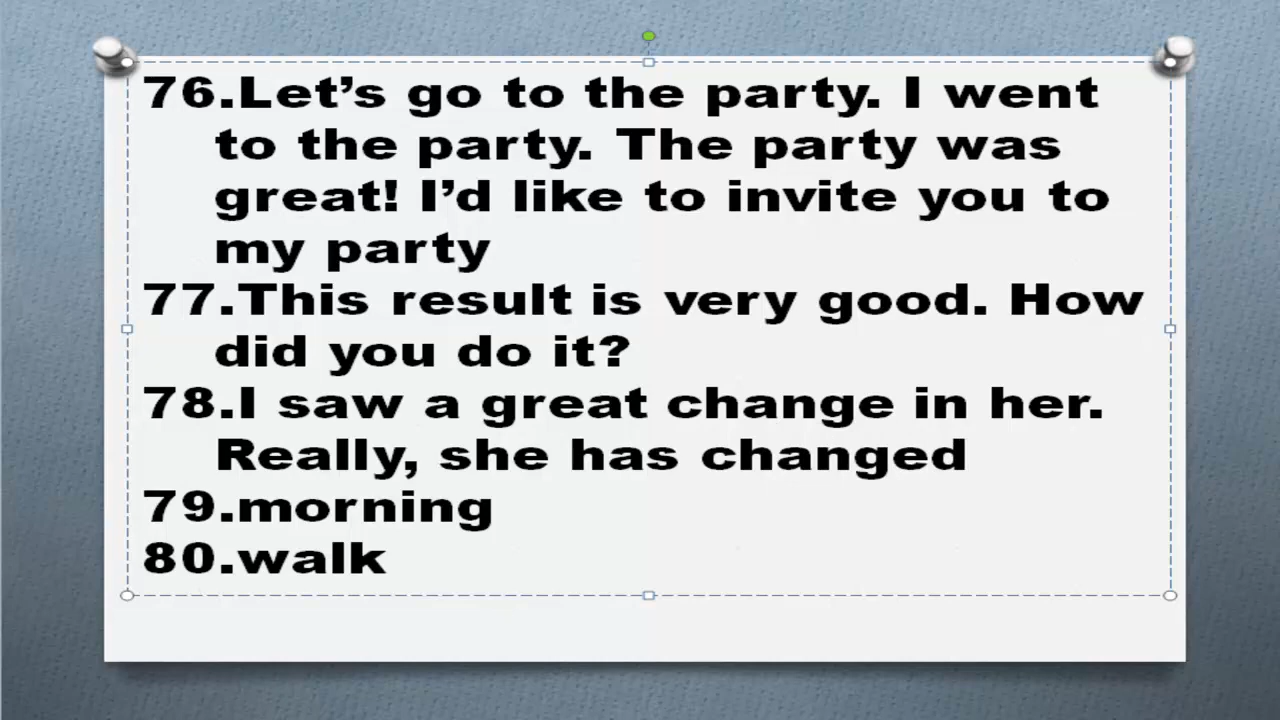 76.Let’s go to the party. I went
to the party. The party was
great! I’d like to invite you to
my party
77.This result is very good. How
did you do it?
78.I saw a great change in her.
Really, she has changed
79.morning
80.walk